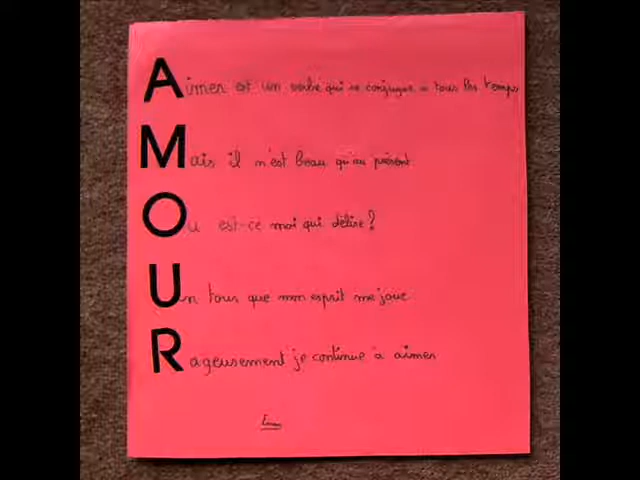 Aimer est un verbe qui se conjugue à tous les temps
Mais il n'est beau qu'au présent
Ou est-ce moi qui délire ?
Un tour que mon esprit me joue
Rageusement je continue à aimer